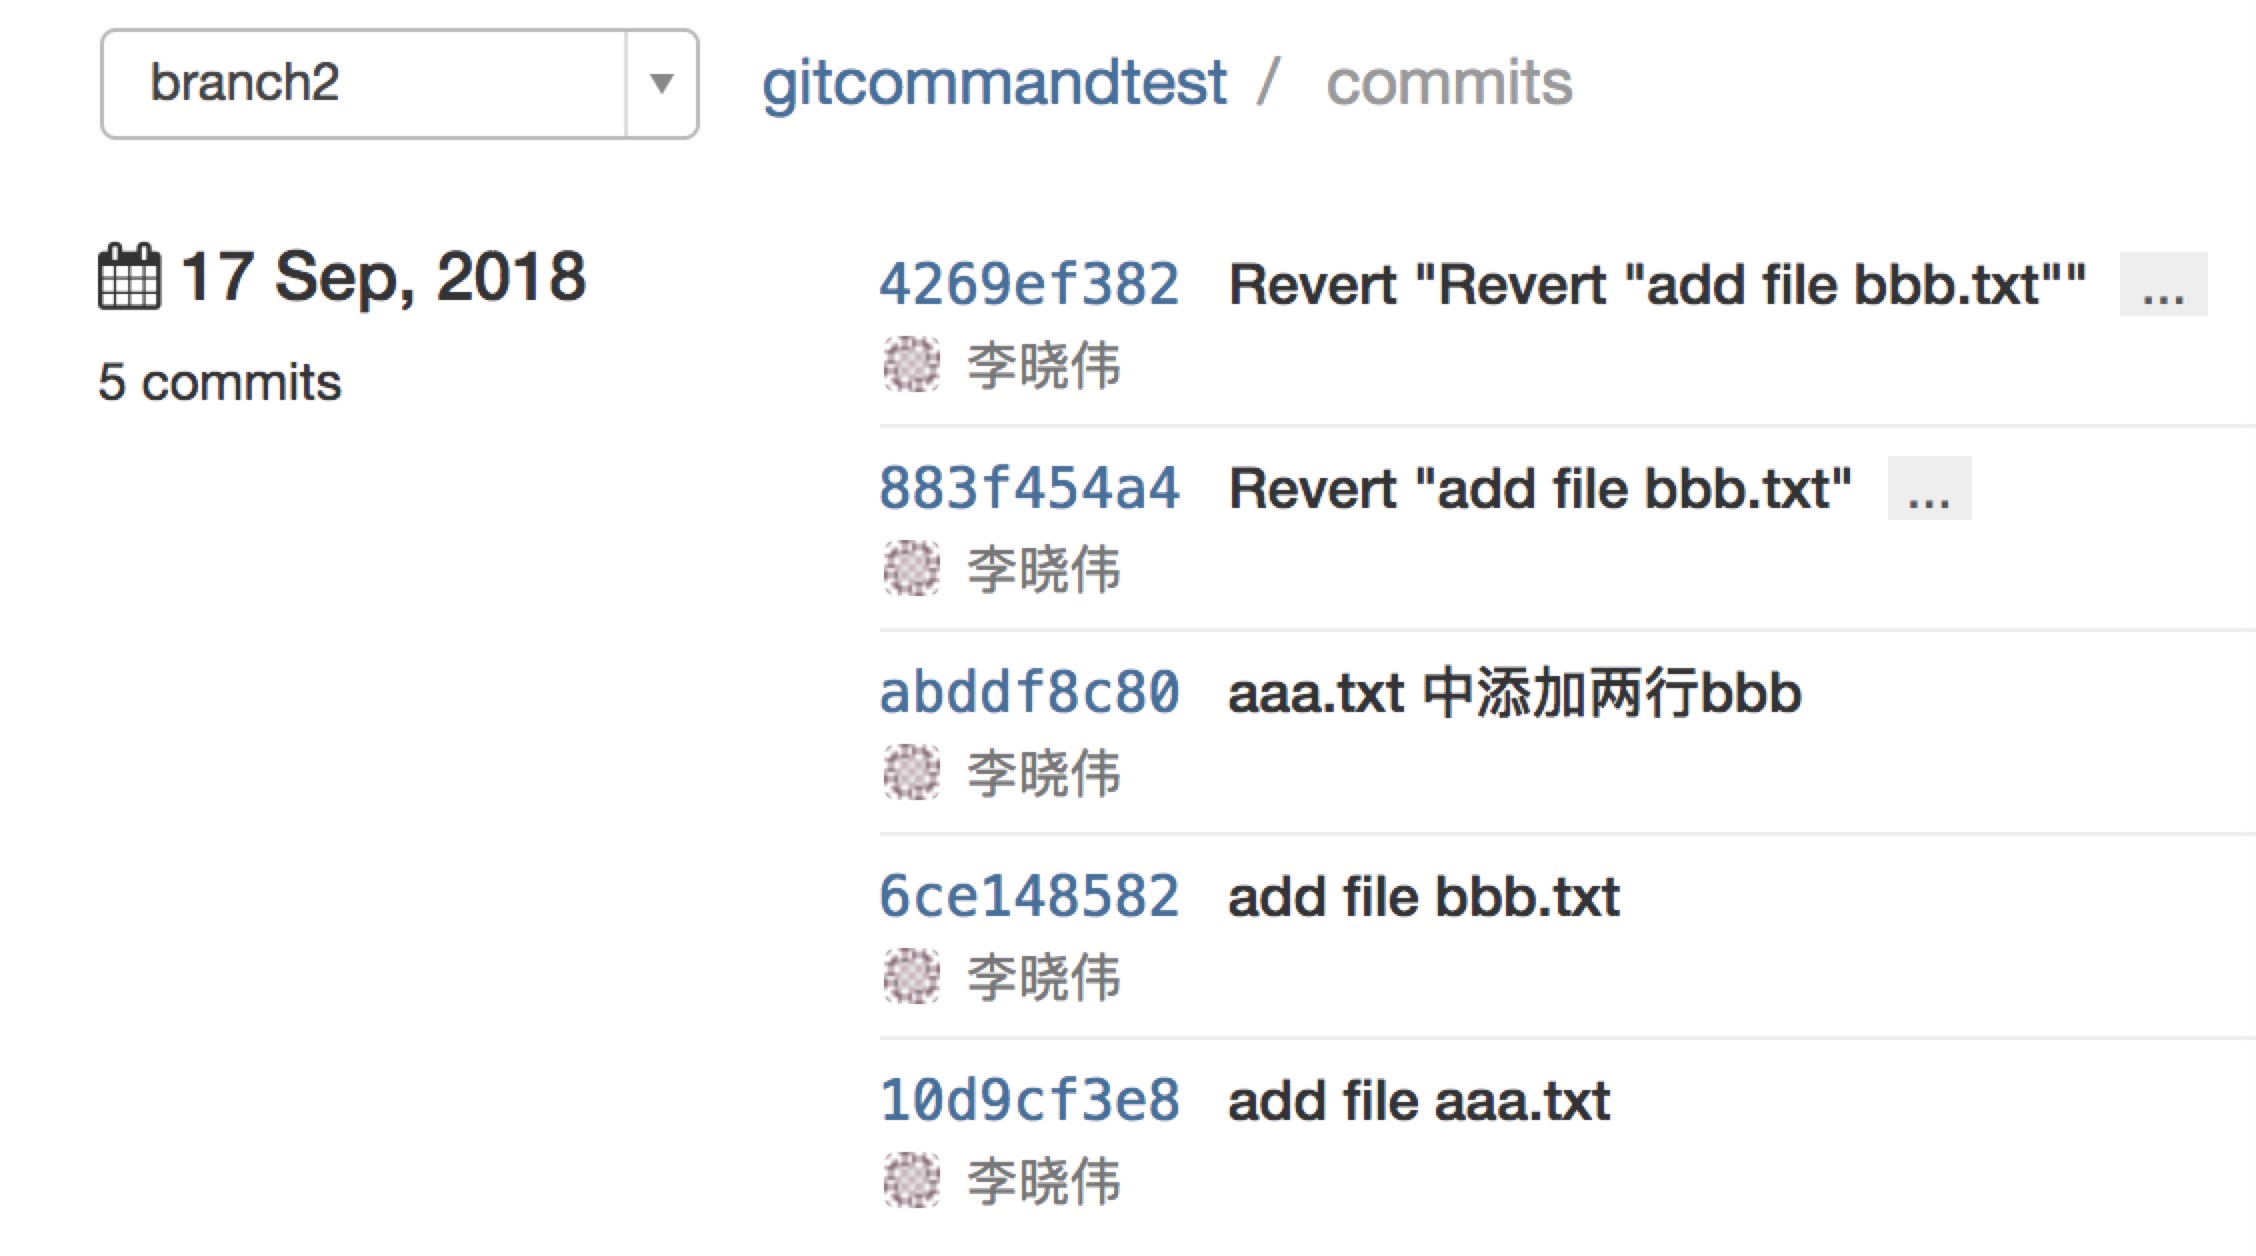 branch2
gitcommandtest / commits
17 Sep, 2018
5 commits
4269ef382 Revert "Revert "add file bbb.txt"" ...
李晓伟
883f454a4 Revert "add file bbb.txt" ...
李晓伟
abddf8c80 aaa.txt 中添加两行bbb
李晓伟
6ce148582 add file bbb.txt
李晓伟
10d9cf3e8 add file aaa.txt
李晓伟